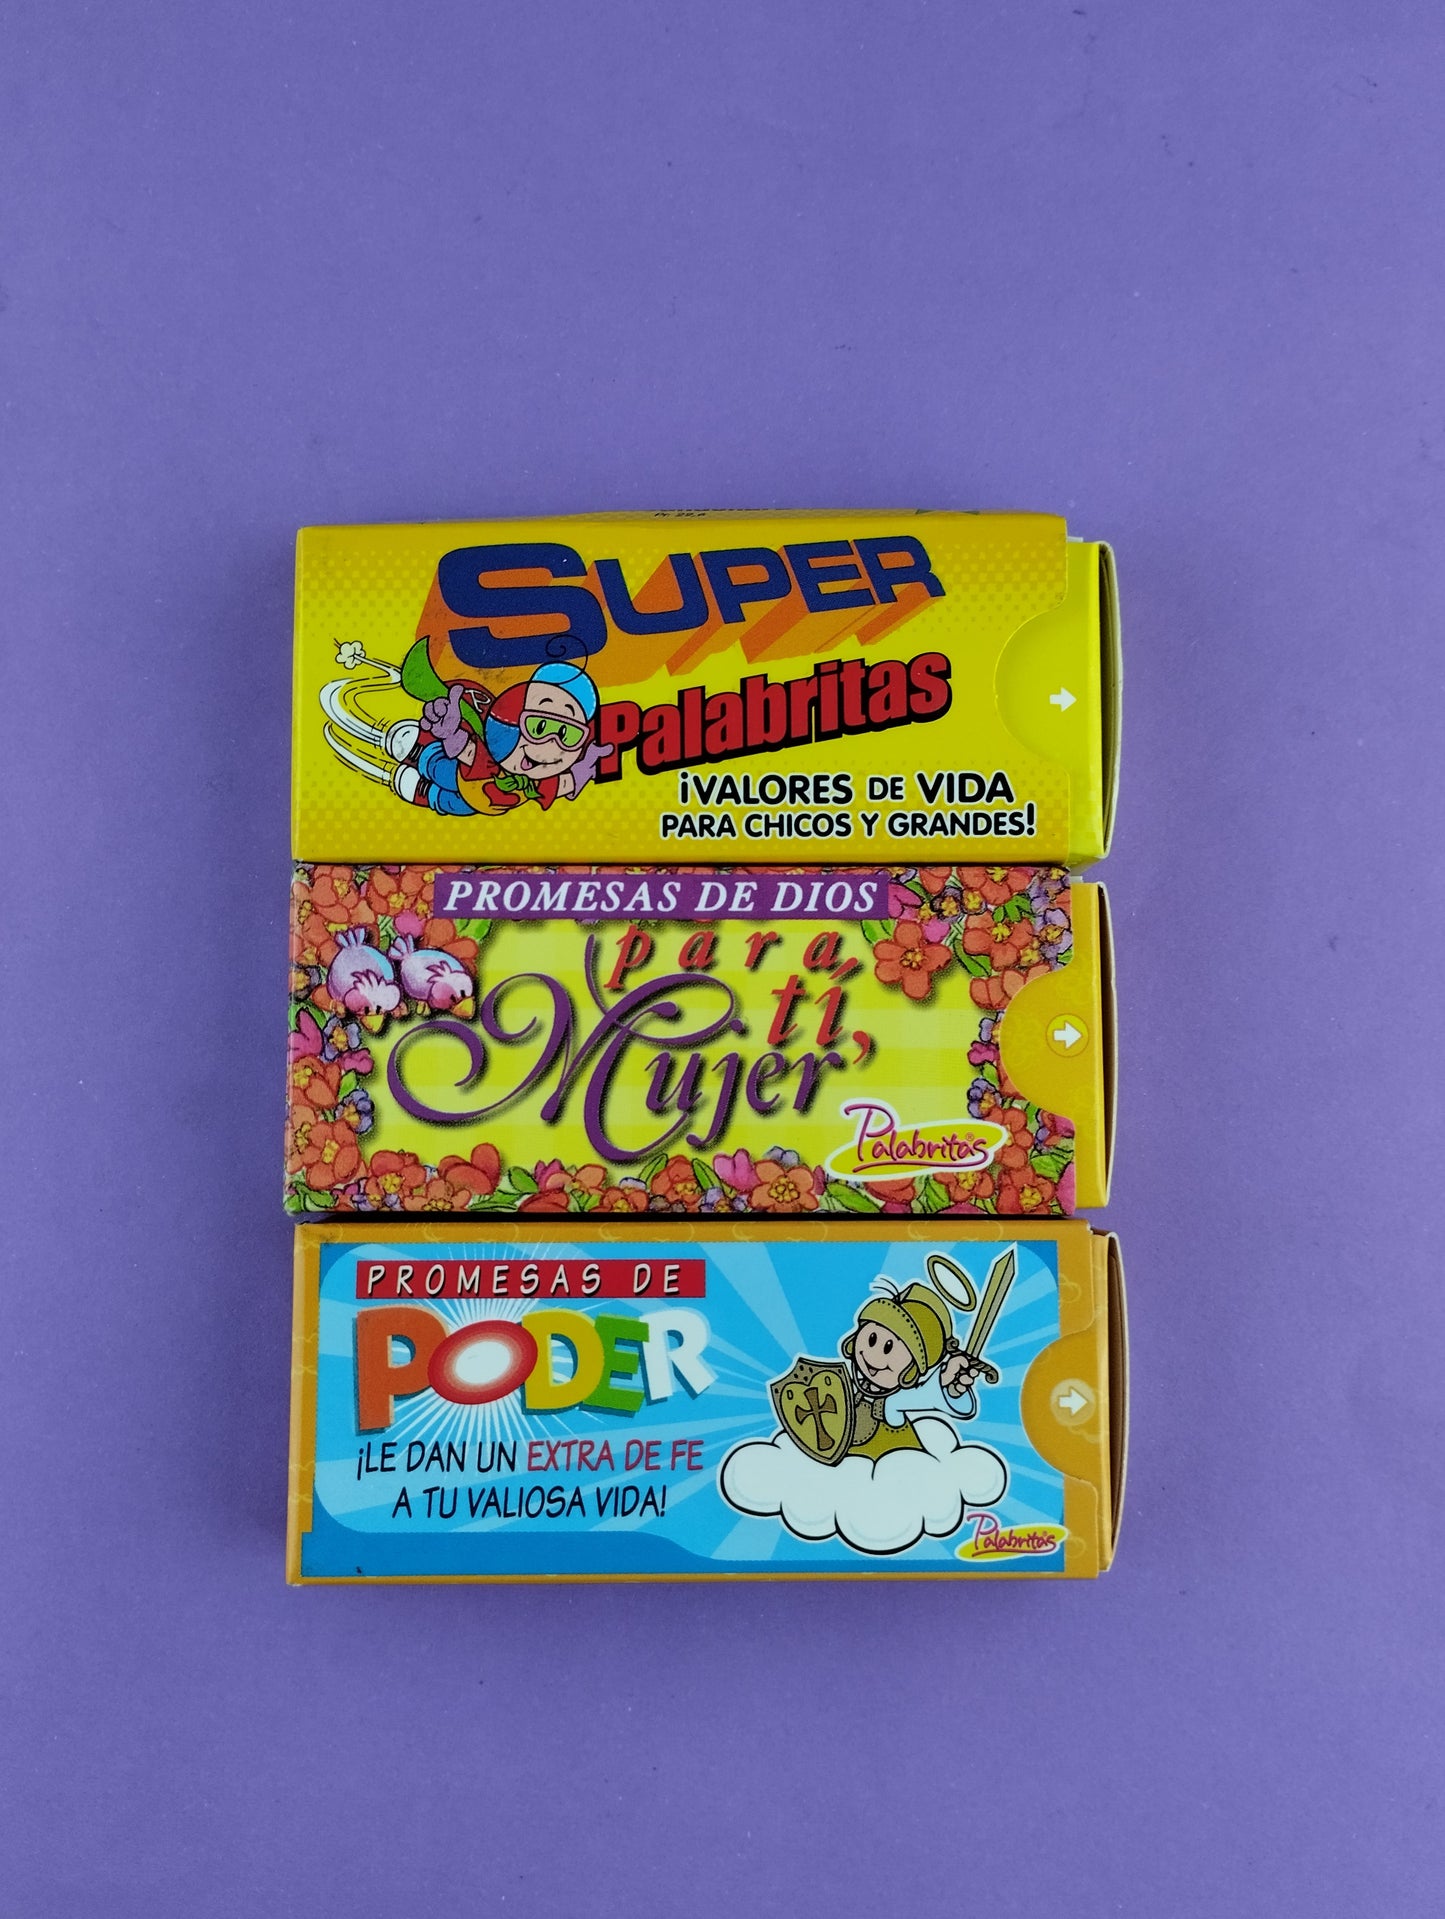 SUPER
Palabritas
¡VALORES DE VIDA
PARA CHICOS Y GRANDES!
PROMESAS DE DIOS
para
tí,
Mujer
Palabritas
PROMESAS DE
PODER
¡LE DAN UN EXTRA DE FE
A TU VALIOSA VIDA!
Palabritas